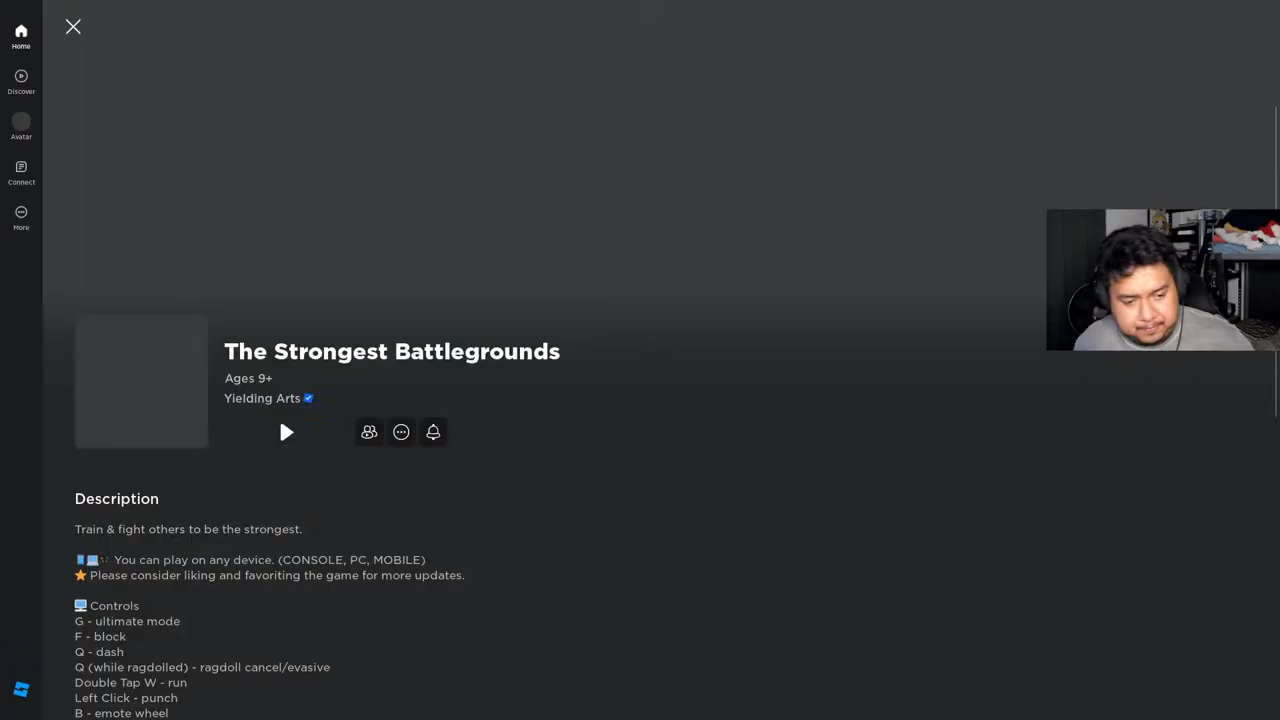 Home
Discover
Avatar
Connect
More
The Strongest Battlegrounds
Ages 9+
Yielding Arts
Description
Train & fight others to be the strongest.
You can play on any device. (CONSOLE, PC, MOBILE)
⭐ Please consider liking and favoriting the game for more updates.
Controls
G - ultimate mode
F - block
Q - dash
Q (while ragdolled) - ragdoll cancel/evasive
Double Tap W - run
Left Click - punch
B - emote wheel